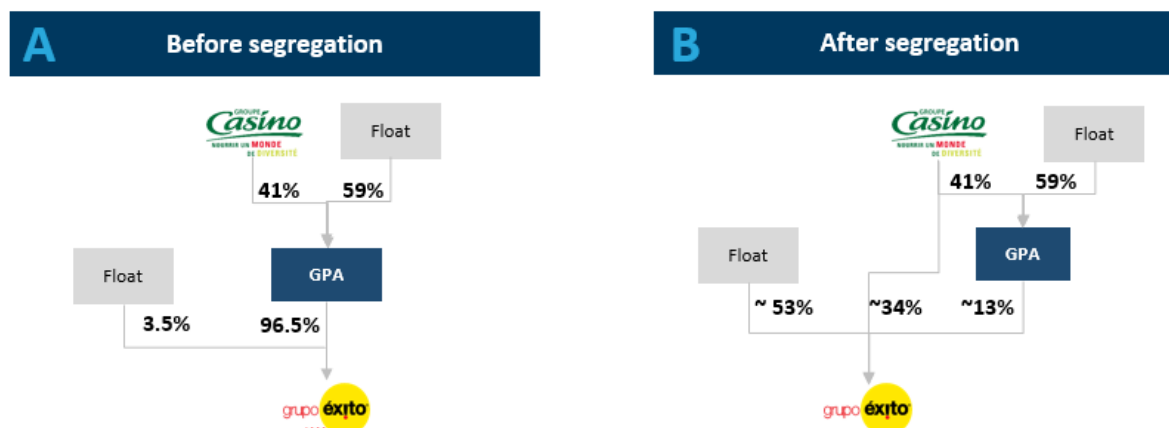 A Before segregation
GROUPE
Casino
NOURRIR UN MONDE
DE DIVERSITÉ
Float
41% 59%
Float
GPA
3.5% 96.5%
grupo éxito
B After segregation
GROUPE
Casino
NOURRIR UN MONDE
DE DIVERSITÉ
Float
41% 59%
Float
GPA
~ 53% ~34% ~13%
grupo éxito